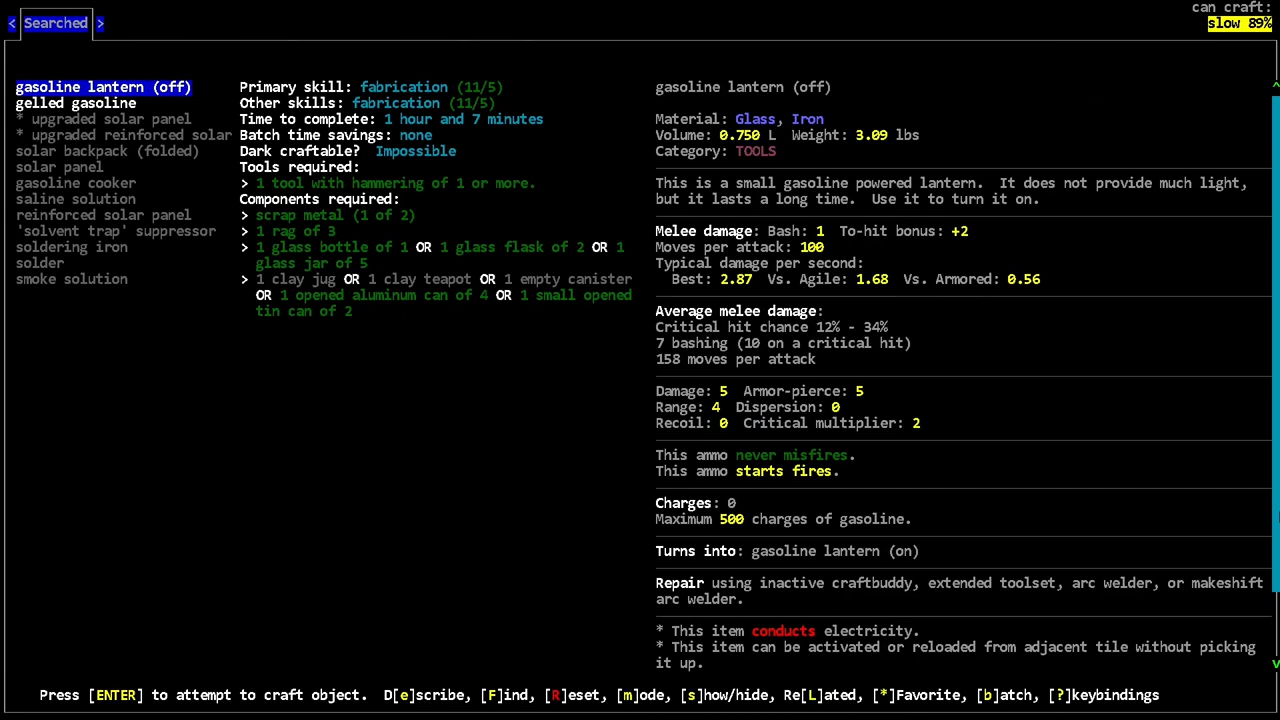 can craft:
< Searched >
slow 89%
gasoline lantern (off)
gelled gasoline
* upgraded solar panel
* upgraded reinforced solar
solar backpack (folded)
solar panel
gasoline cooker
saline solution
reinforced solar panel
'solvent trap' suppressor
soldering iron
solder
smoke solution
Primary skill: fabrication (11/5)
Other skills: fabrication (11/5)
Time to complete: 1 hour and 7 minutes
Batch time savings: none
Dark craftable?  Impossible
Tools required:
> 1 tool with hammering of 1 or more.
Components required:
> scrap metal (1 of 2)
> 1 rag of 3
> 1 glass bottle of 1 OR 1 glass flask of 2 OR 1
glass jar of 5
> 1 clay jug OR 1 clay teapot OR 1 empty canister
OR 1 opened aluminum can of 4 OR 1 small opened
tin can of 2
gasoline lantern (off)
Material: Glass, Iron
Volume: 0.750 L  Weight: 3.09 lbs
Category: TOOLS
This is a small gasoline powered lantern.  It does not provide much light,
but it lasts a long time.  Use it to turn it on.
Melee damage: Bash: 1  To-hit bonus: +2
Moves per attack: 100
Typical damage per second:
Best: 2.87  Vs. Agile: 1.68  Vs. Armored: 0.56
Average melee damage:
Critical hit chance 12% - 34%
7 bashing (10 on a critical hit)
158 moves per attack
Damage: 5  Armor-pierce: 5
Range: 4  Dispersion: 0
Recoil: 0  Critical multiplier: 2
This ammo never misfires.
This ammo starts fires.
Charges: 0
Maximum 500 charges of gasoline.
Turns into: gasoline lantern (on)
Repair using inactive craftbuddy, extended toolset, arc welder, or makeshift
arc welder.
* This item conducts electricity.
* This item can be activated or reloaded from adjacent tile without picking
it up.
Press [ENTER] to attempt to craft object.  D[e]scribe, [F]ind, [R]eset, [m]ode, [s]how/hide, Re[L]ated, [*]Favorite, [b]atch, [?]keybindings